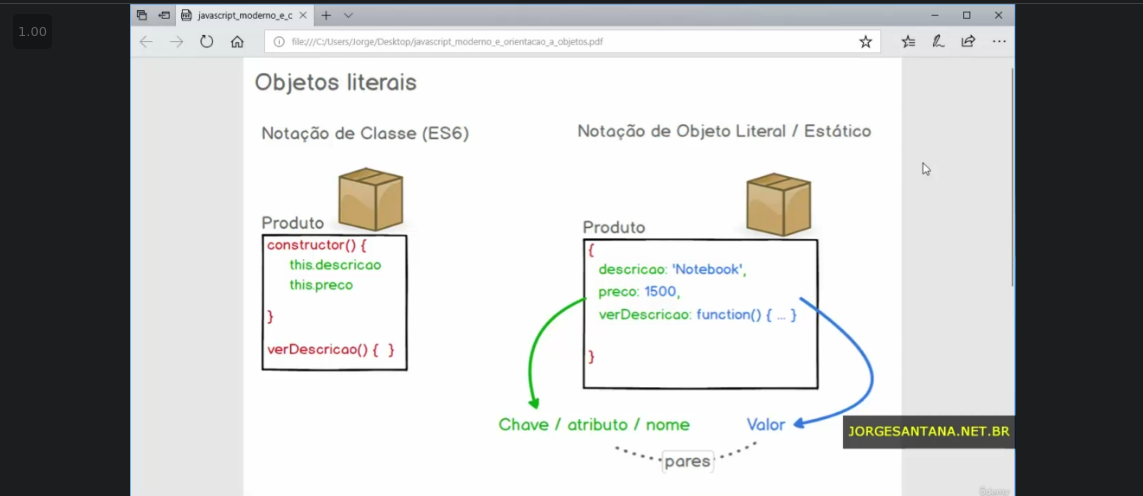 1.00
javascript_moderno_e_c
file:///C:/Users/Jorge/Desktop/javascript_moderno_e_orientacao_a_objetos.pdf
Objetos literais
Notação de Classe (ES6)
Produto
constructor() {
this.descricao
this.preco
}
verDescricao() { }
Notação de Objeto Literal / Estático
Produto
{
descricao: 'Notebook',
preco: 1500,
verDescricao: function() { ... }
}
Chave / atributo / nome
Valor
pares
JORGESANTANA.NET.BR
Udemy